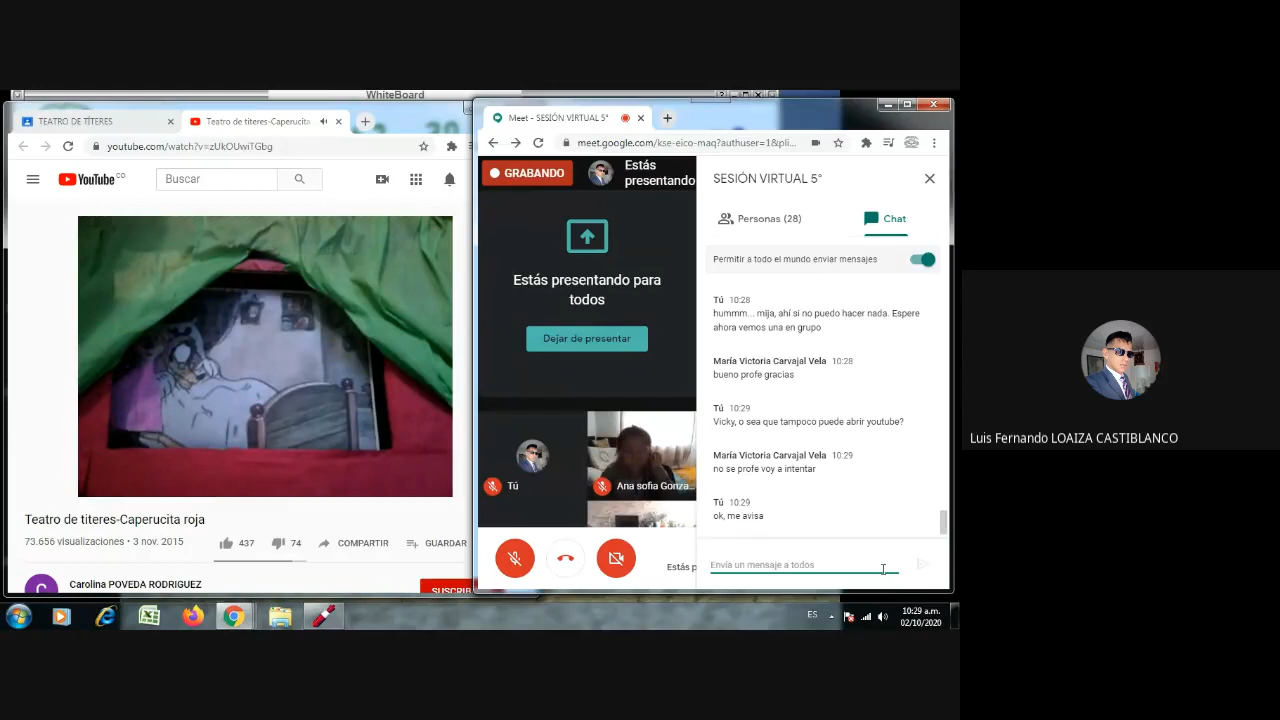 WhiteBoard
TEATRO DE TÍTERES
Teatro de titeres-Caperucita
youtube.com/watch?v=zUkOUwiTGbg
YouTube CO
Buscar
Teatro de titeres-Caperucita roja
73.656 visualizaciones • 3 nov. 2015
437
74
COMPARTIR
GUARDAR
Carolina POVEDA RODRIGUEZ
SUSCRIB
Meet - SESIÓN VIRTUAL 5°
meet.google.com/kse-eico-maq?authuser=1&pli...
GRABANDO
Estás
presentando
Estás presentando para
todos
Dejar de presentar
Tú
Ana sofia Gonza...
Estás p
SESIÓN VIRTUAL 5°
Personas (28)
Chat
Permitir a todo el mundo enviar mensajes
Tú 10:28
hummm... mija, ahí si no puedo hacer nada. Espere
ahora vemos una en grupo
María Victoria Carvajal Vela 10:28
bueno profe gracias
Tú 10:29
Vicky, o sea que tampoco puede abrir youtube?
María Victoria Carvajal Vela 10:29
no se profe voy a intentar
Tú 10:29
ok, me avisa
Envía un mensaje a todos
ES
10:29 a.m.
02/10/2020
Luis Fernando LOAIZA CASTIBLANCO